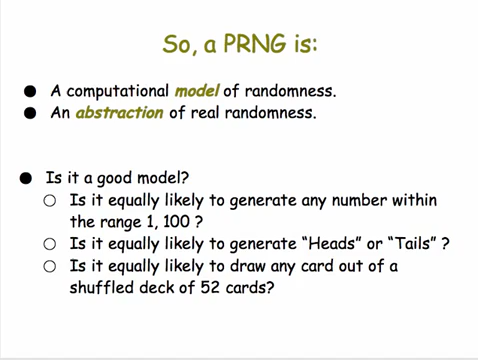 So, a PRNG is:
● A computational model of randomness.
● An abstraction of real randomness.
● Is it a good model?
○ Is it equally likely to generate any number within
the range 1, 100 ?
○ Is it equally likely to generate “Heads” or “Tails” ?
○ Is it equally likely to draw any card out of a
shuffled deck of 52 cards?